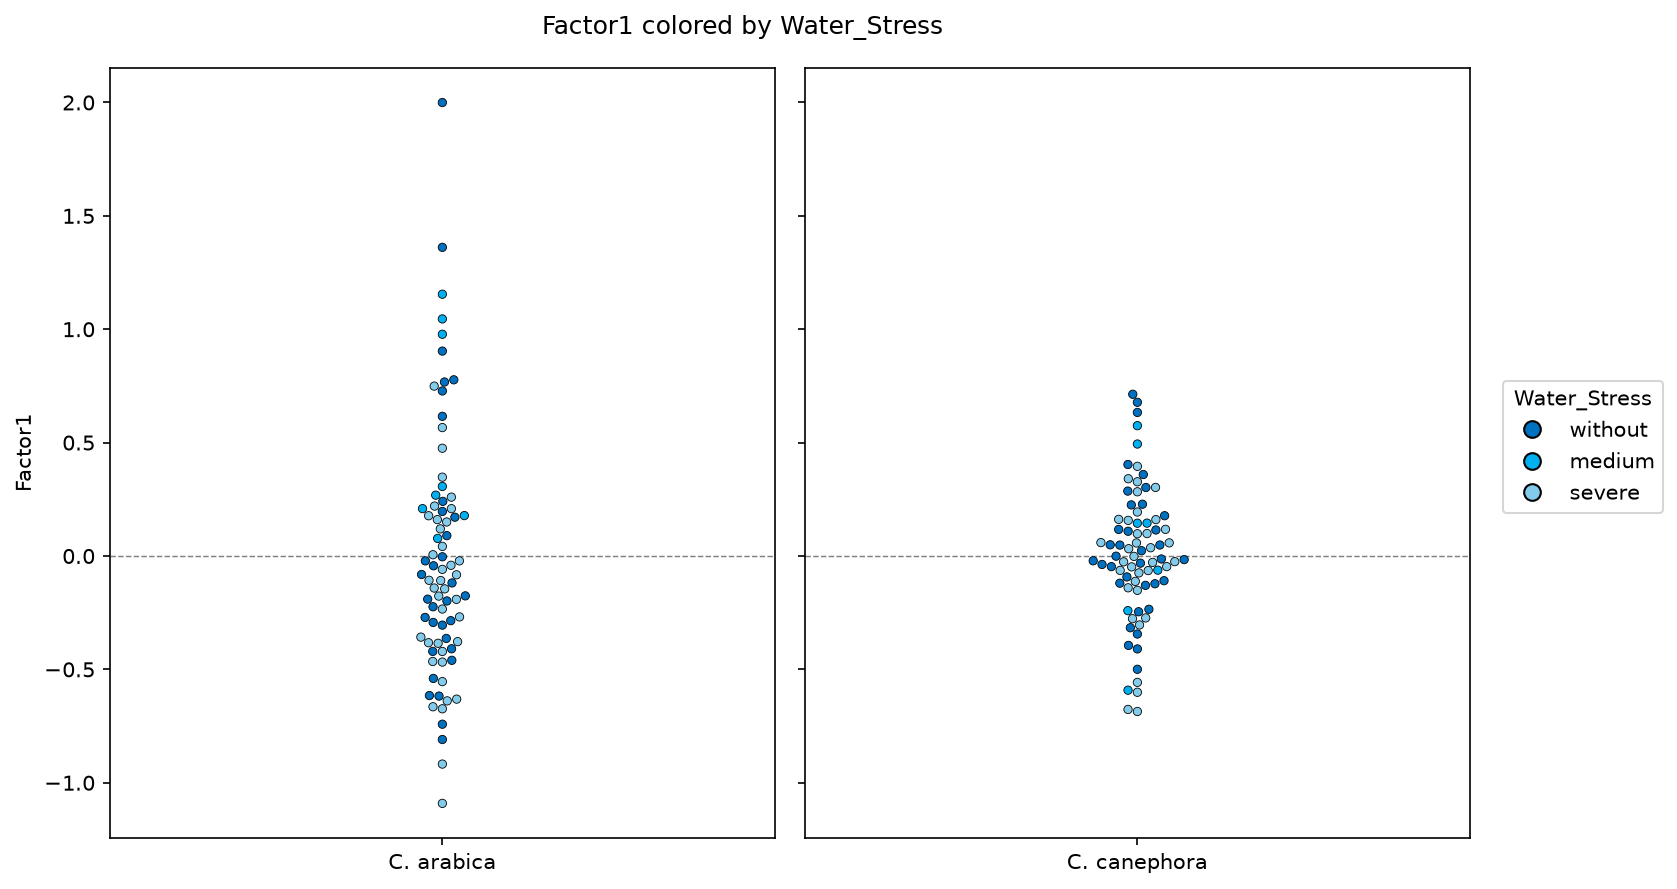 Factor1 colored by Water_Stress
2.0
1.5
1.0
0.5
0.0
−0.5
−1.0
Factor1
C. arabica
C. canephora
Water_Stress
without
medium
severe